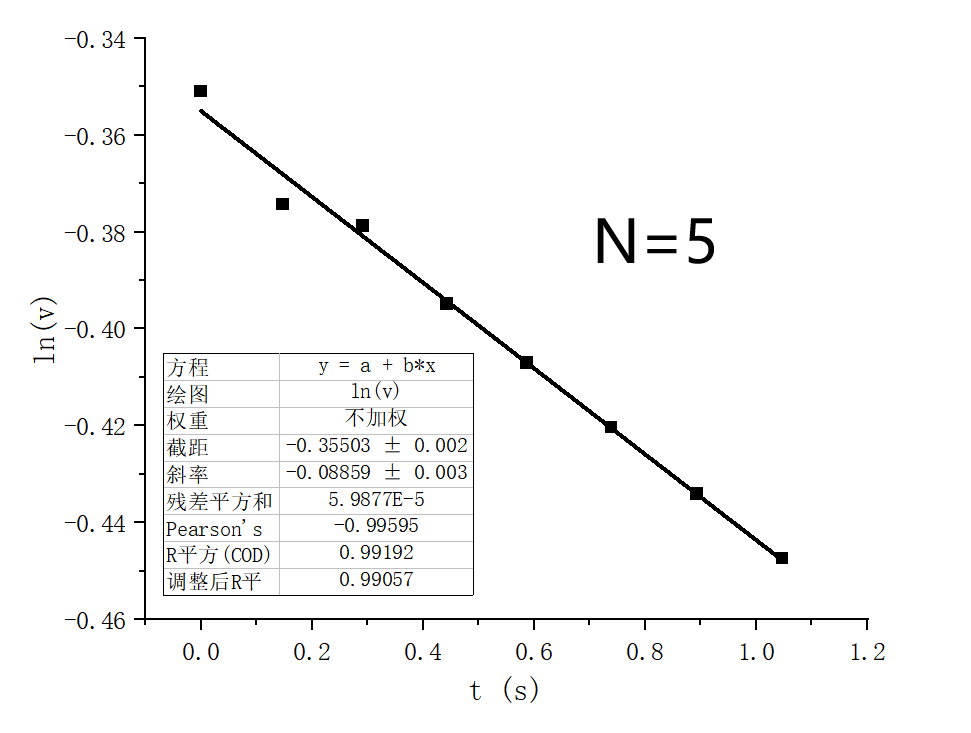 -0.34
-0.36
-0.38
-0.40
-0.42
-0.44
-0.46
ln(v)
N=5
方程 y = a + b*x
绘图 ln(v)
权重 不加权
截距 -0.35503 ± 0.002
斜率 -0.08859 ± 0.003
残差平方和 5.9877E-5
Pearson's -0.99595
R平方(COD) 0.99192
调整后R平 0.99057
0.0 0.2 0.4 0.6 0.8 1.0 1.2
t (s)